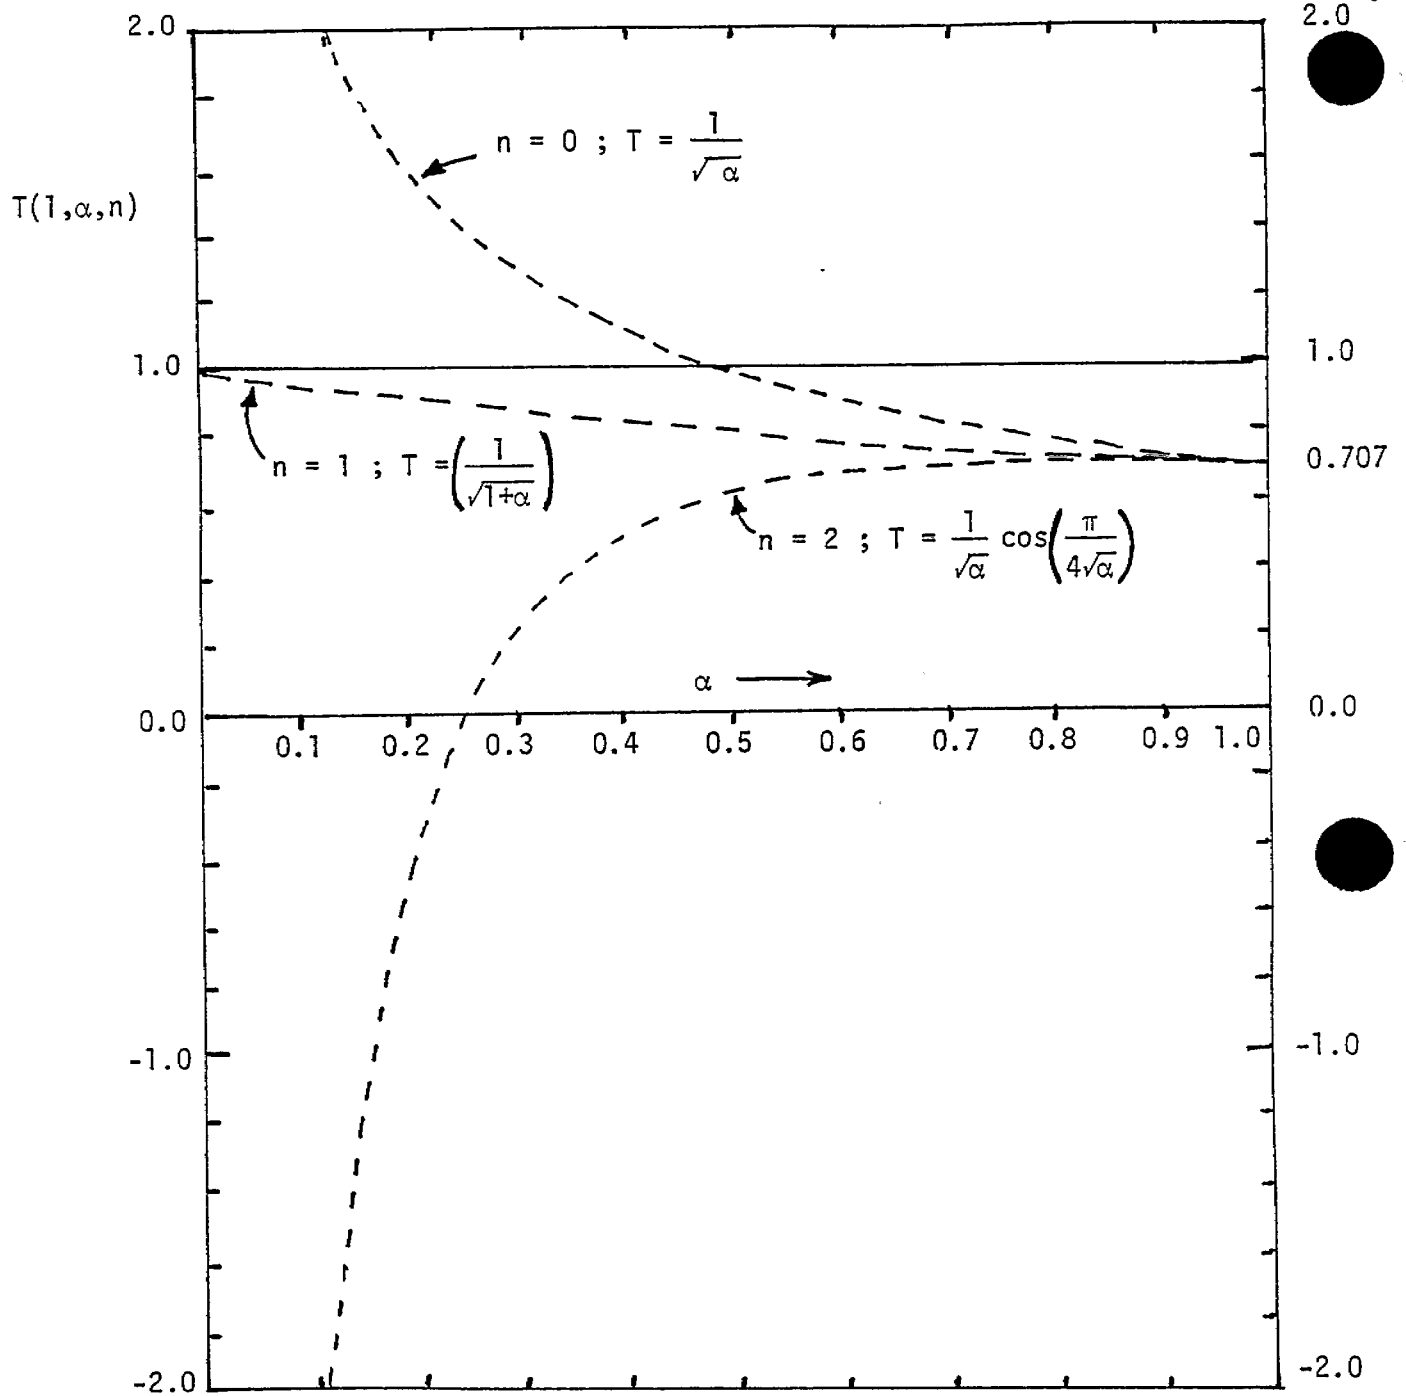 2.0 2.0
n = 0 ; T = 1/√α
T(1,α,n)
1.0 1.0
n = 1 ; T = (1/√1+α)
0.707
n = 2 ; T = 1/√α cos(π/4√α)
α
0.0 0.0
0.1 0.2 0.3 0.4 0.5 0.6 0.7 0.8 0.9 1.0
-1.0 -1.0
-2.0 -2.0